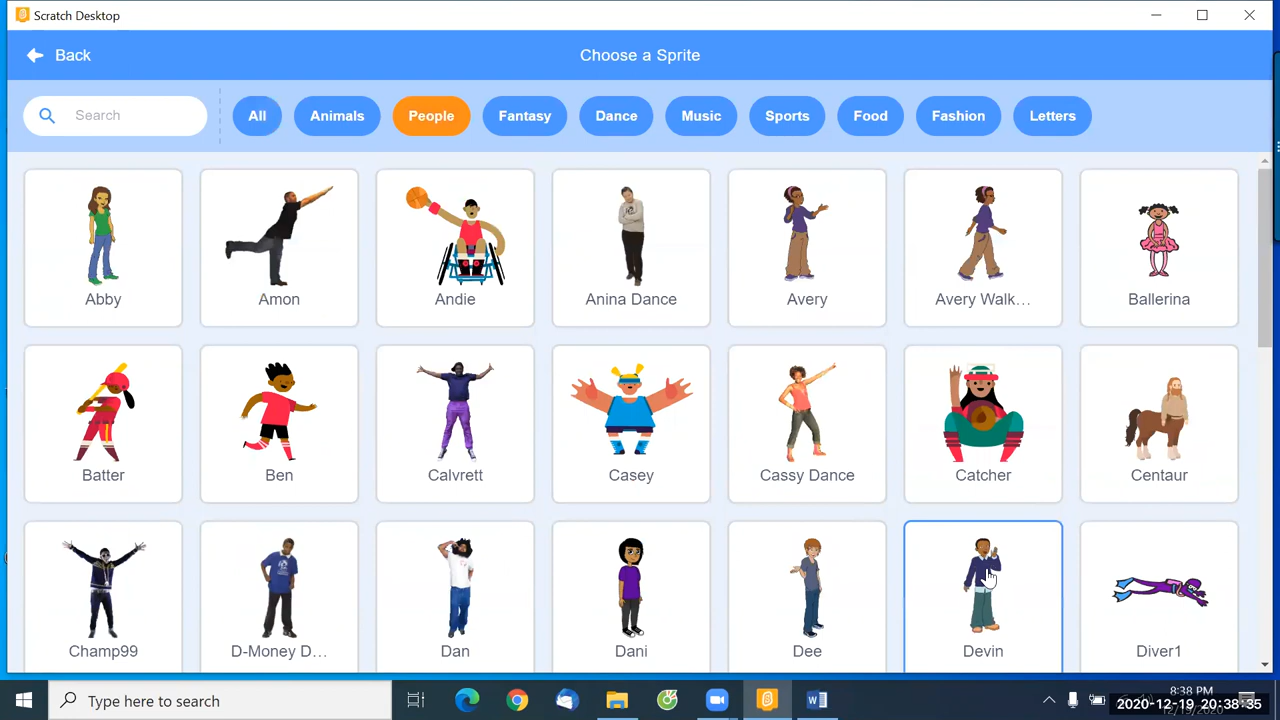 Scratch Desktop
Back
Choose a Sprite
Search
All
Animals
People
Fantasy
Dance
Music
Sports
Food
Fashion
Letters
Abby
Amon
Andie
Anina Dance
Avery
Avery Walk...
Ballerina
Batter
Ben
Calvrett
Casey
Cassy Dance
Catcher
Centaur
Champ99
D-Money D...
Dan
Dani
Dee
Devin
Diver1
Type here to search
8:38 PM
2020-12-19 20:38:35